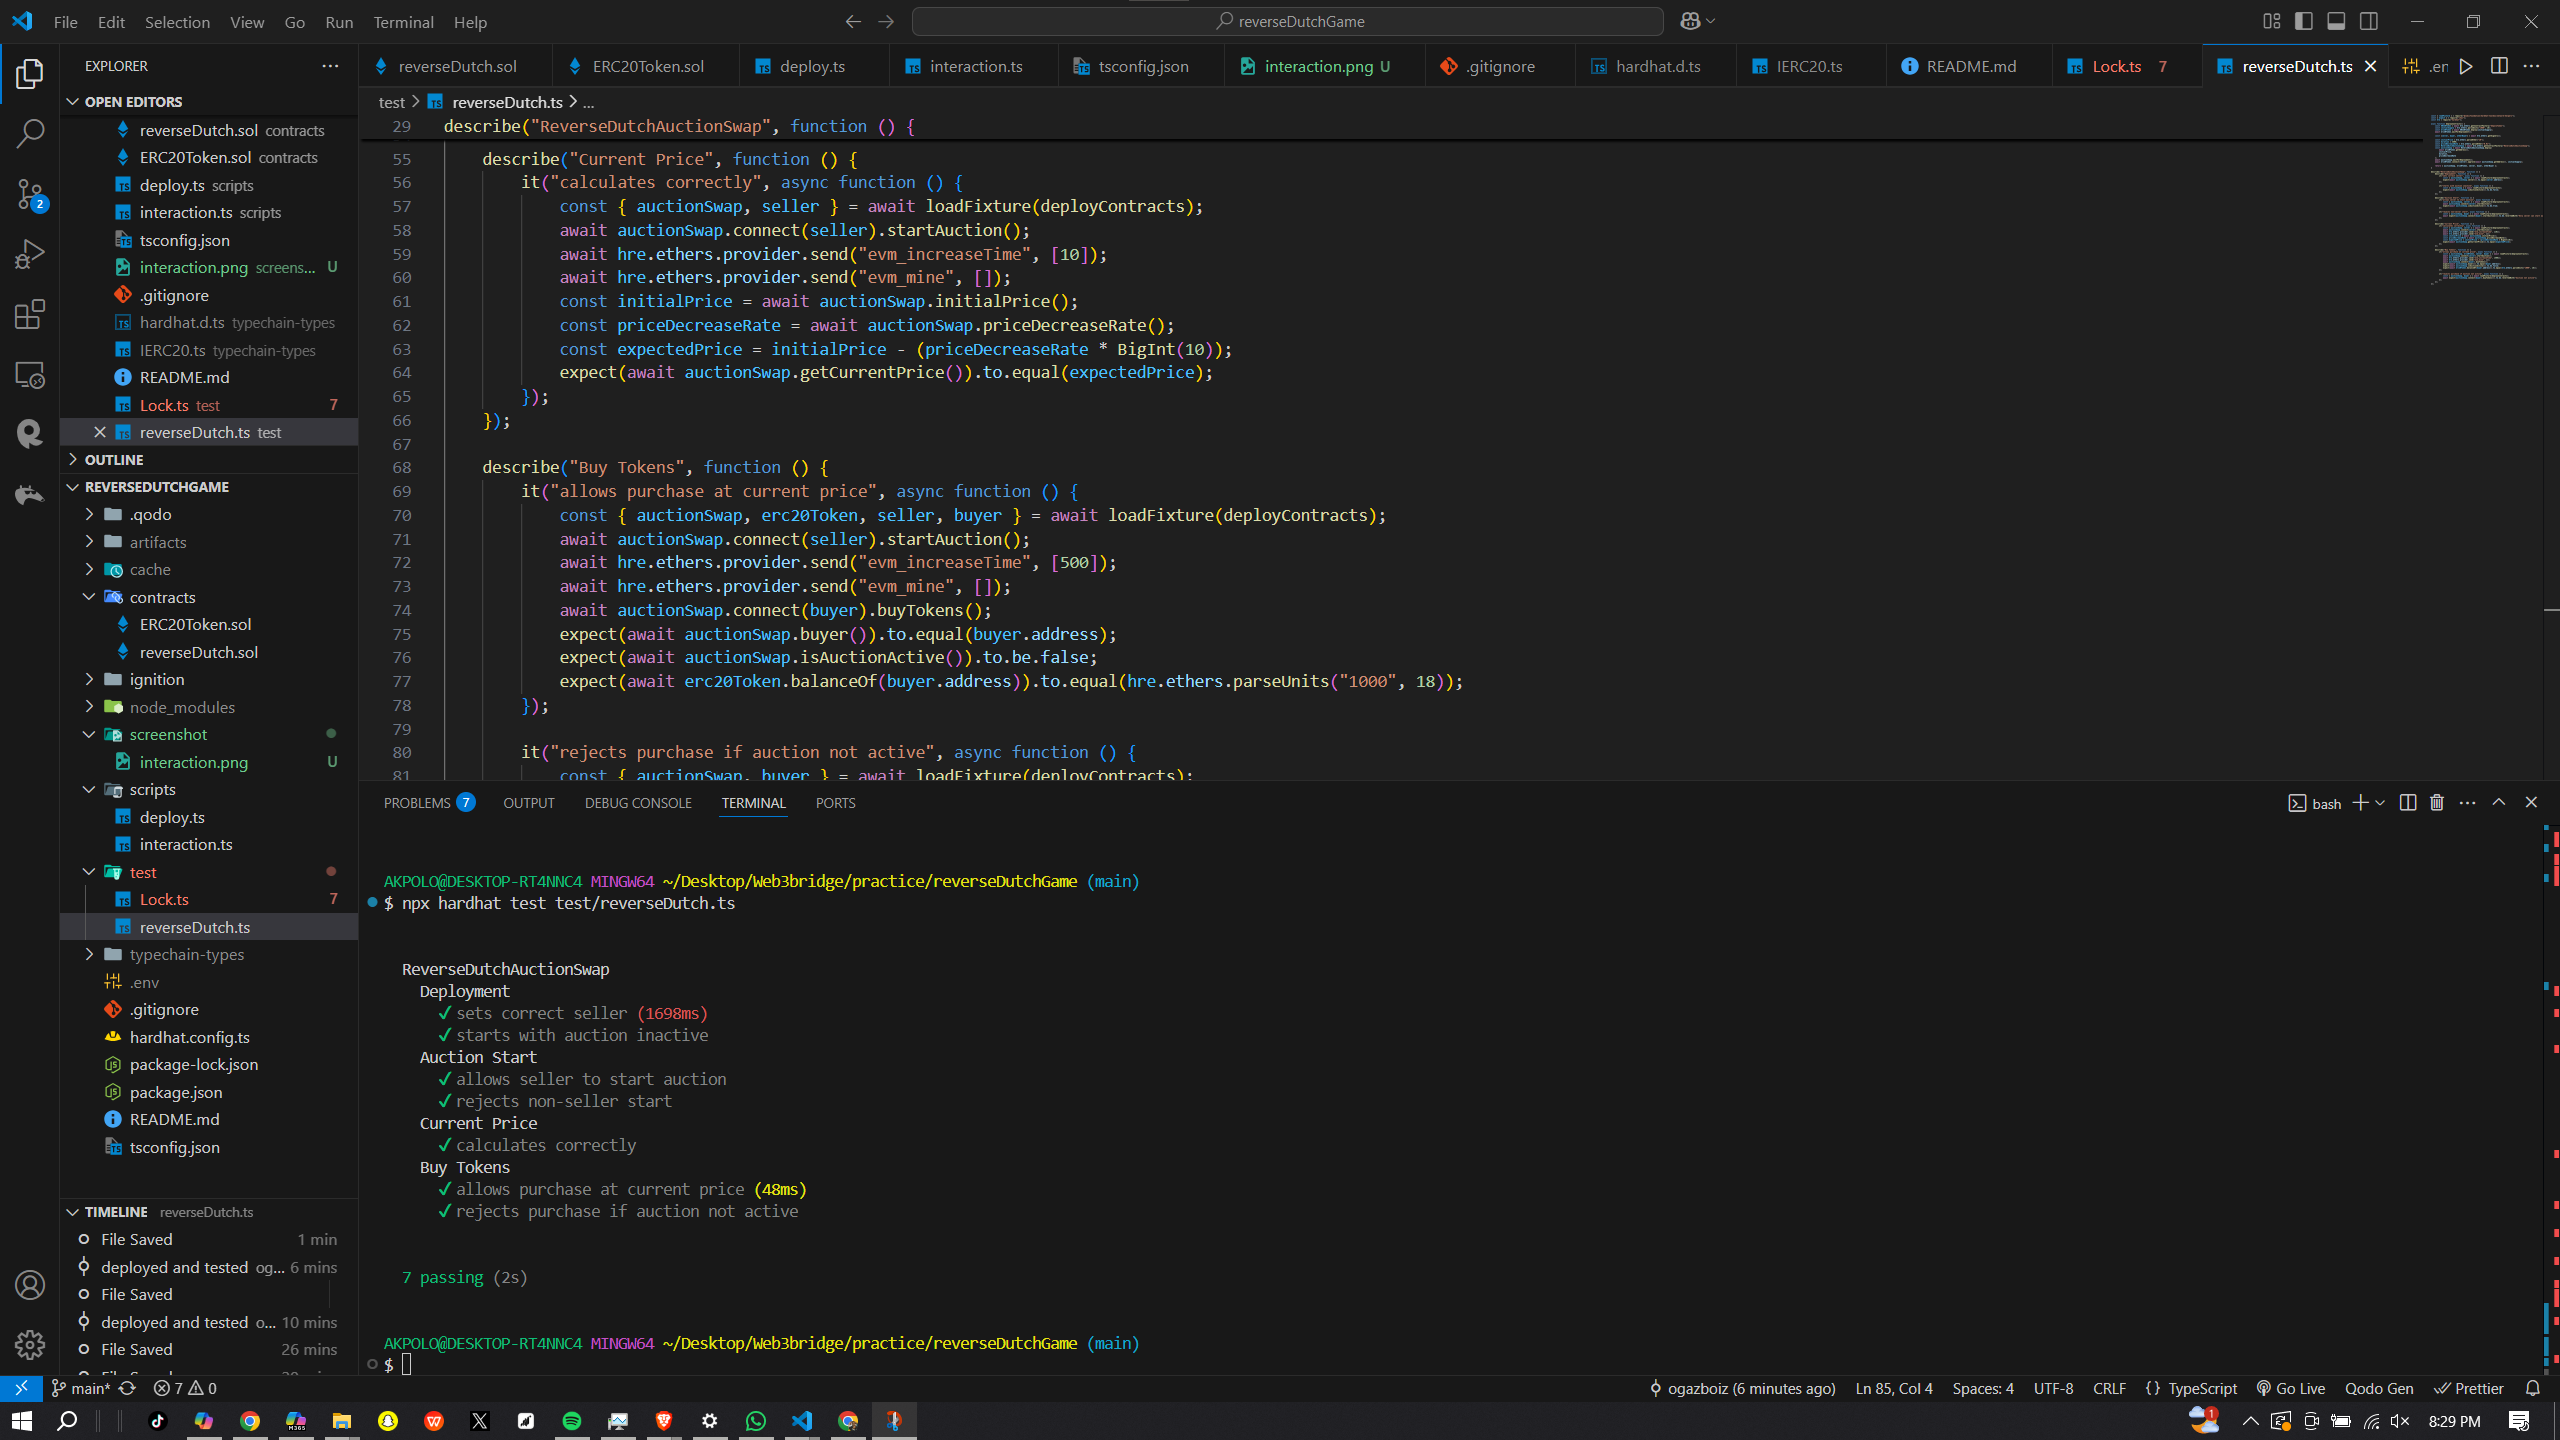 File Edit Selection View Go Run Terminal Help
reverseDutchGame
EXPLORER
OPEN EDITORS
reverseDutch.sol contracts
ERC20Token.sol contracts
deploy.ts scripts
interaction.ts scripts
tsconfig.json
interaction.png screens... U
.gitignore
hardhat.d.ts typechain-types
IERC20.ts typechain-types
README.md
Lock.ts test 7
reverseDutch.ts test
OUTLINE
REVERSEDUTCHGAME
.qodo
artifacts
cache
contracts
ERC20Token.sol
reverseDutch.sol
ignition
node_modules
screenshot
interaction.png U
scripts
deploy.ts
interaction.ts
test
Lock.ts 7
reverseDutch.ts
typechain-types
.env
.gitignore
hardhat.config.ts
package-lock.json
package.json
README.md
tsconfig.json
TIMELINE reverseDutch.ts
File Saved 1 min
deployed and tested og... 6 mins
File Saved
deployed and tested o... 10 mins
File Saved 26 mins
2
reverseDutch.sol ERC20Token.sol deploy.ts interaction.ts tsconfig.json interaction.png U .gitignore hardhat.d.ts IERC20.ts README.md Lock.ts 7 reverseDutch.ts .en
test > reverseDutch.ts > ...
29 describe("ReverseDutchAuctionSwap", function () {
55 describe("Current Price", function () {
56 it("calculates correctly", async function () {
57 const { auctionSwap, seller } = await loadFixture(deployContracts);
58 await auctionSwap.connect(seller).startAuction();
59 await hre.ethers.provider.send("evm_increaseTime", [10]);
60 await hre.ethers.provider.send("evm_mine", []);
61 const initialPrice = await auctionSwap.initialPrice();
62 const priceDecreaseRate = await auctionSwap.priceDecreaseRate();
63 const expectedPrice = initialPrice - (priceDecreaseRate * BigInt(10));
64 expect(await auctionSwap.getCurrentPrice()).to.equal(expectedPrice);
65 });
66 });
67
68 describe("Buy Tokens", function () {
69 it("allows purchase at current price", async function () {
70 const { auctionSwap, erc20Token, seller, buyer } = await loadFixture(deployContracts);
71 await auctionSwap.connect(seller).startAuction();
72 await hre.ethers.provider.send("evm_increaseTime", [500]);
73 await hre.ethers.provider.send("evm_mine", []);
74 await auctionSwap.connect(buyer).buyTokens();
75 expect(await auctionSwap.buyer()).to.equal(buyer.address);
76 expect(await auctionSwap.isAuctionActive()).to.be.false;
77 expect(await erc20Token.balanceOf(buyer.address)).to.equal(hre.ethers.parseUnits("1000", 18));
78 });
79
80 it("rejects purchase if auction not active", async function () {
81 const { auctionSwap, buyer } = await loadFixture(deployContracts);
PROBLEMS 7 OUTPUT DEBUG CONSOLE TERMINAL PORTS
bash
AKPOLO@DESKTOP-RT4NNC4 MINGW64 ~/Desktop/Web3bridge/practice/reverseDutchGame (main)
$ npx hardhat test test/reverseDutch.ts
ReverseDutchAuctionSwap
Deployment
✓ sets correct seller (1698ms)
✓ starts with auction inactive
Auction Start
✓ allows seller to start auction
✓ rejects non-seller start
Current Price
✓ calculates correctly
Buy Tokens
✓ allows purchase at current price (48ms)
✓ rejects purchase if auction not active
7 passing (2s)
AKPOLO@DESKTOP-RT4NNC4 MINGW64 ~/Desktop/Web3bridge/practice/reverseDutchGame (main)
$
main* 7 0
ogazboiz (6 minutes ago) Ln 85, Col 4 Spaces: 4 UTF-8 CRLF {} TypeScript Go Live Qodo Gen Prettier
8:29 PM